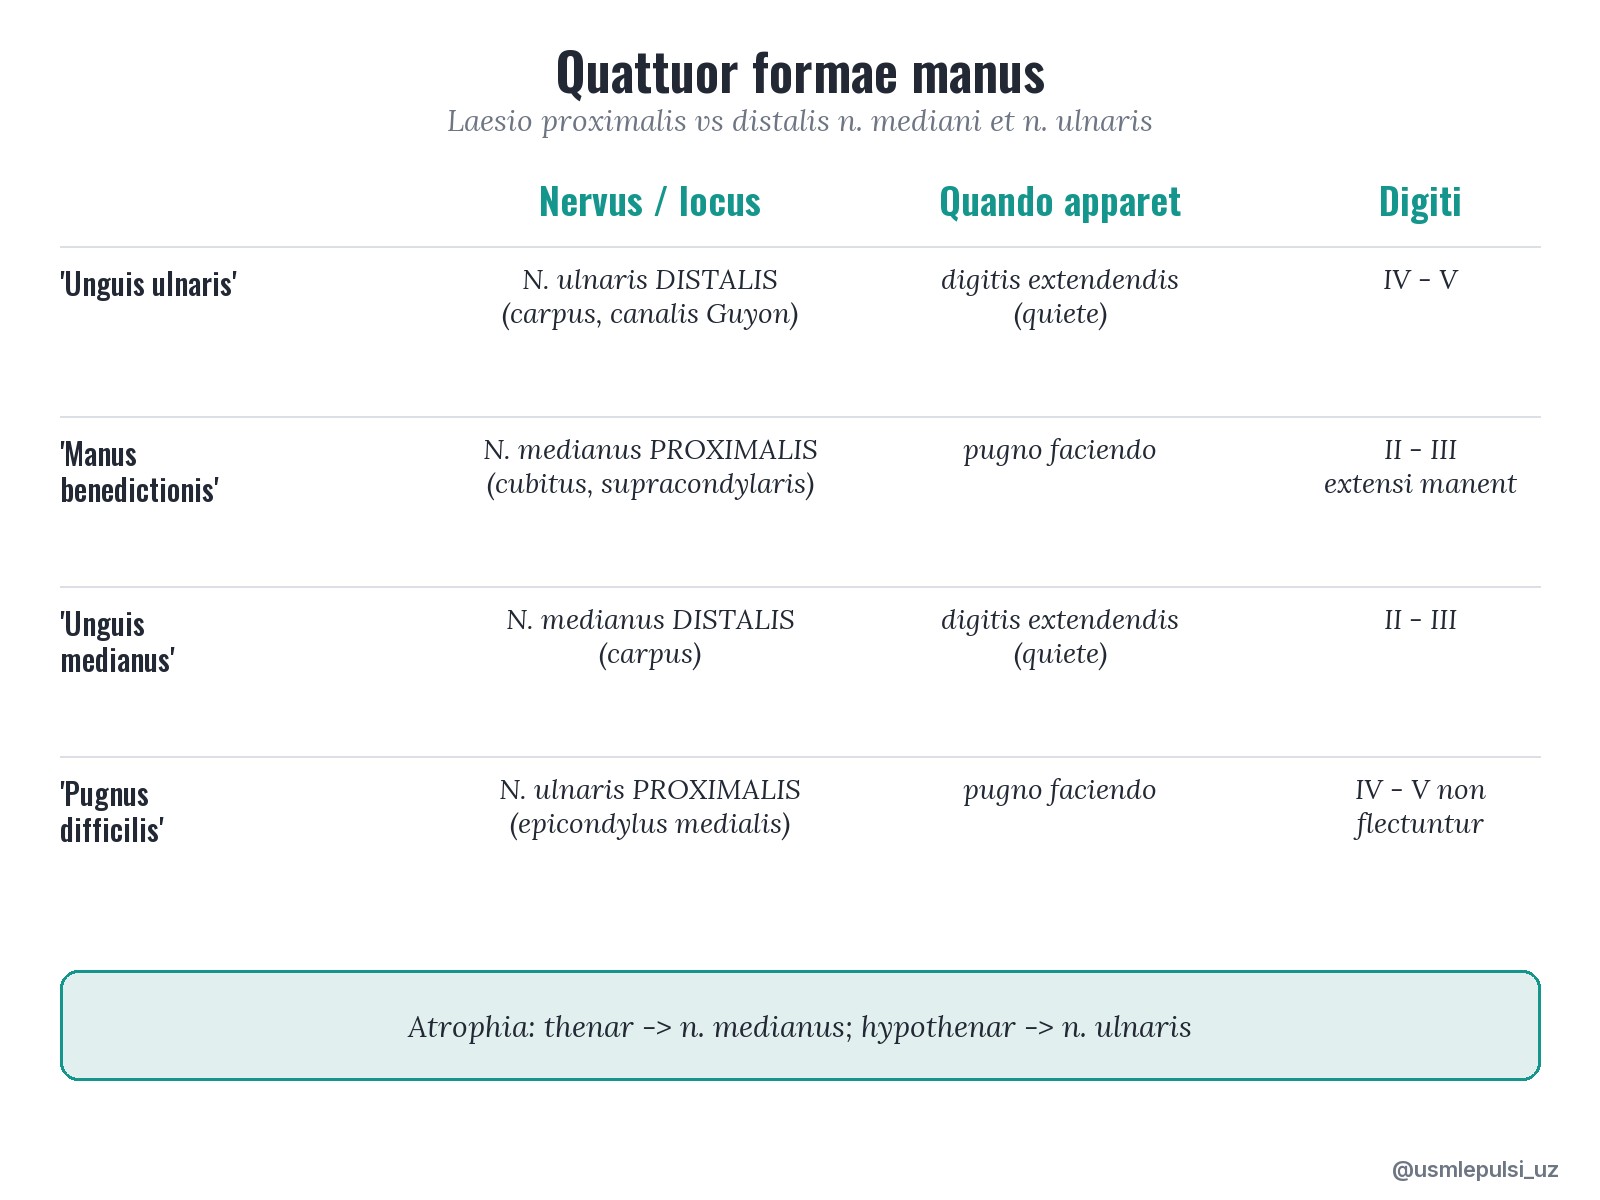 Quattuor formae manus
Laesio proximalis vs distalis n. mediani et n. ulnaris
Nervus / locus Quando apparet Digiti
'Unguis ulnaris' N. ulnaris DISTALIS digitis extendendis IV – V
(carpus, canalis Guyon) (quiete)
'Manus N. medianus PROXIMALIS pugno faciendo II – III
benedictionis' (cubitus, supracondylaris) extensi manent
'Unguis N. medianus DISTALIS digitis extendendis II – III
medianus' (carpus) (quiete)
'Pugnus N. ulnaris PROXIMALIS pugno faciendo IV – V non
difficilis' (epicondylus medialis) flectuntur
Atrophia: thenar -> n. medianus; hypothenar -> n. ulnaris
@usmlepulsi_uz